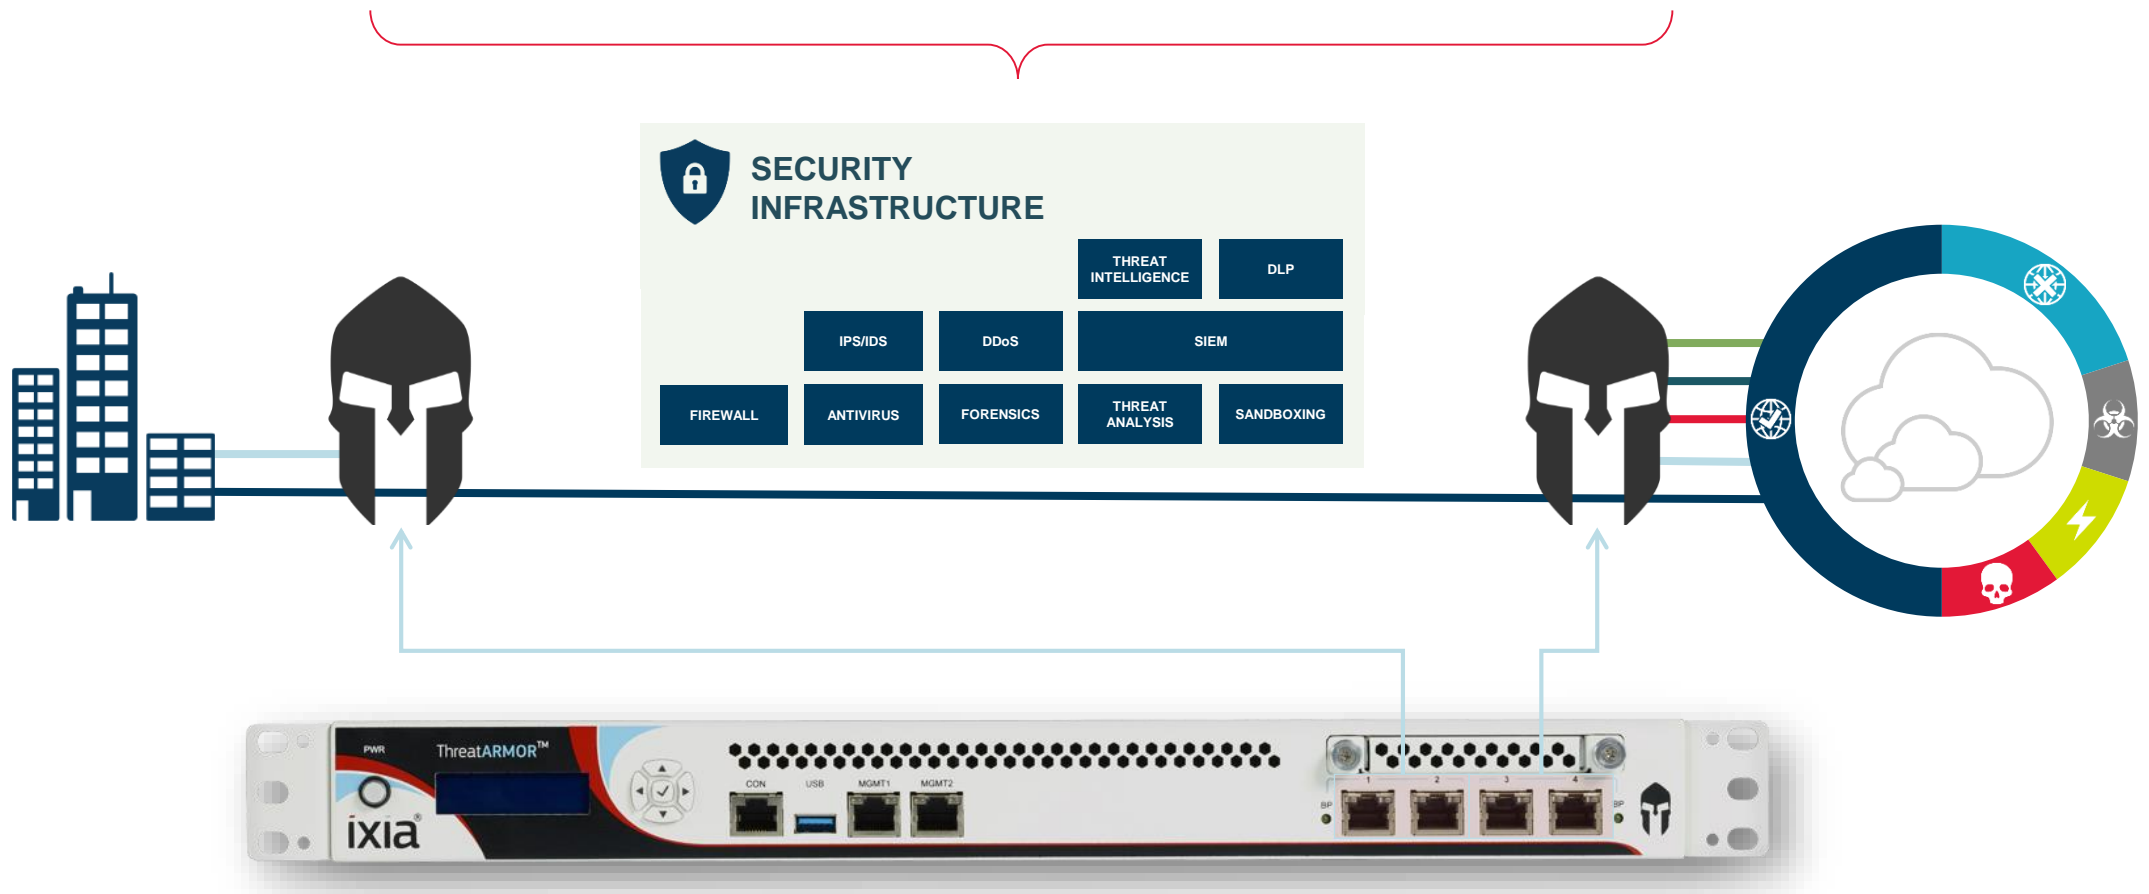 SECURITY
INFRASTRUCTURE
THREAT
INTELLIGENCE
DLP
IPS/IDS
DDoS
SIEM
FIREWALL
ANTIVIRUS
FORENSICS
THREAT
ANALYSIS
SANDBOXING
PWR
ThreatARMOR™
ixia®
CON
USB
MGMT1
MGMT2
1
2
3
4
BP
BP